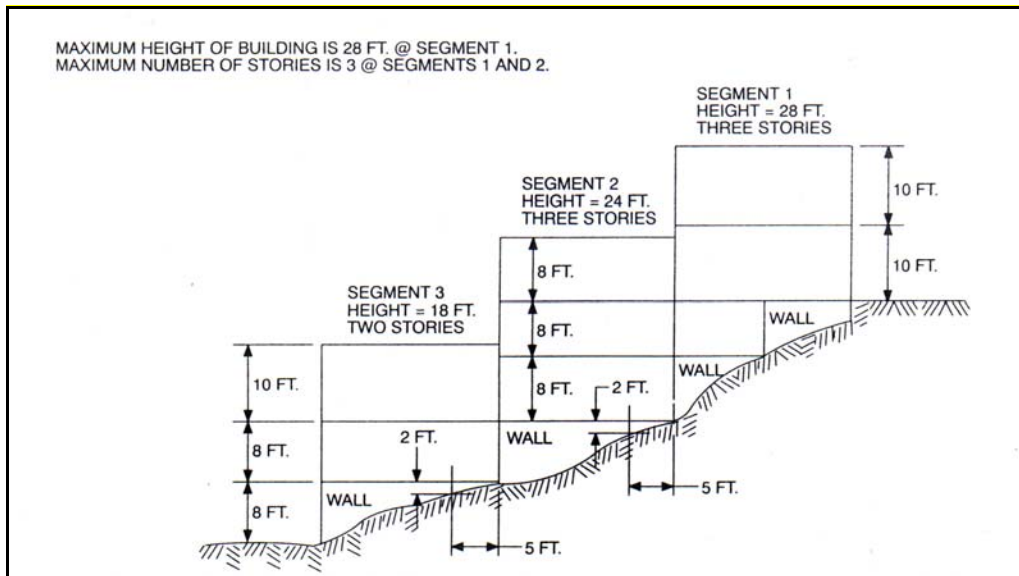 MAXIMUM HEIGHT OF BUILDING IS 28 FT. @ SEGMENT 1.
MAXIMUM NUMBER OF STORIES IS 3 @ SEGMENTS 1 AND 2.
SEGMENT 1
HEIGHT = 28 FT.
THREE STORIES
10 FT.
10 FT.
SEGMENT 2
HEIGHT = 24 FT.
THREE STORIES
8 FT.
8 FT.
8 FT.
WALL
WALL
2 FT.
SEGMENT 3
HEIGHT = 18 FT.
TWO STORIES
10 FT.
8 FT.
8 FT.
2 FT.
WALL
WALL
5 FT.
5 FT.